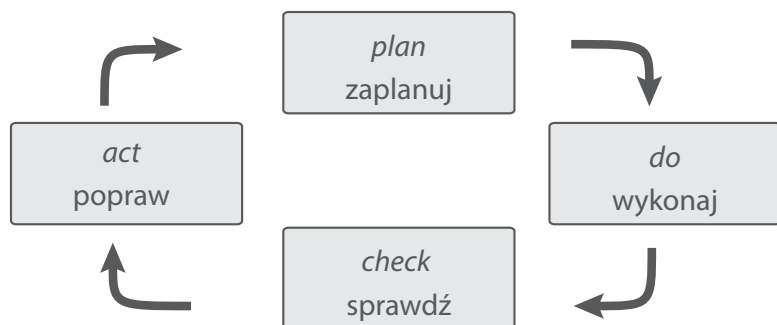 plan
zaplanuj
act
popraw
do
wykonaj
check
sprawdź